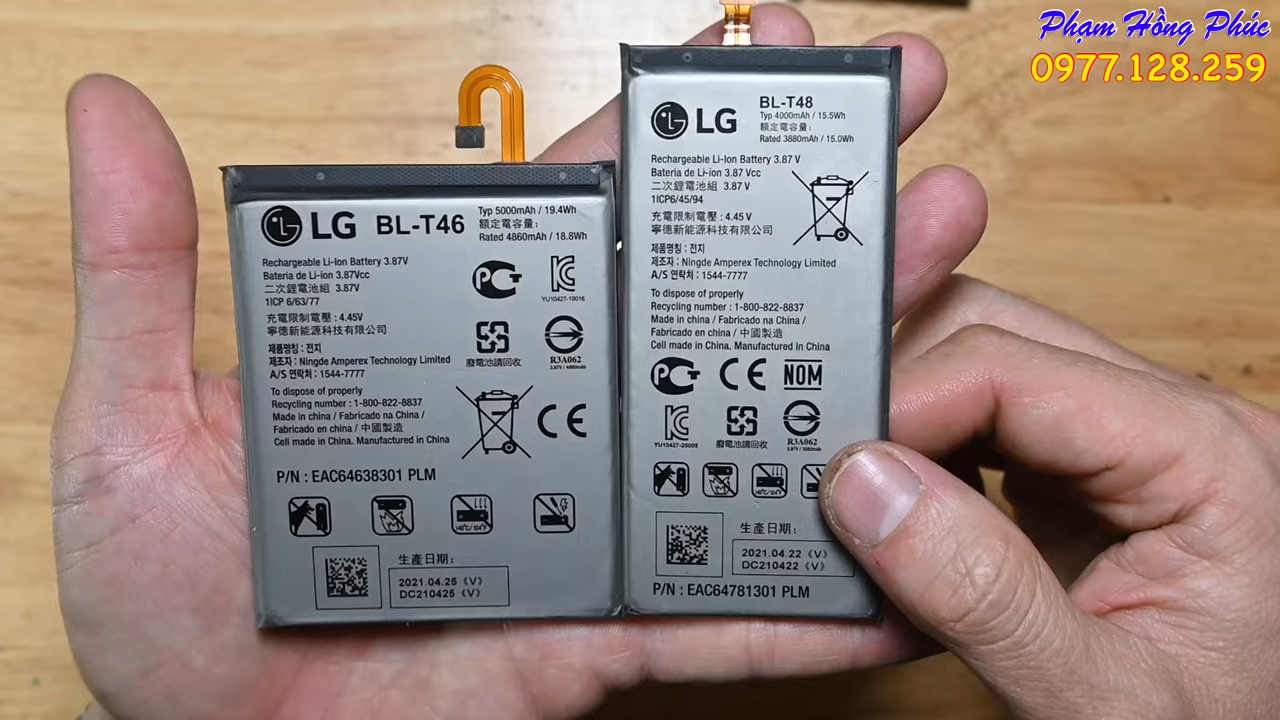 Phạm Hồng Phúc
0977.128.259
LG
BL-T46
Typ 5000mAh / 19.4Wh
額定電容量:
Rated 4860mAh / 18.8Wh
Rechargeable Li-Ion Battery 3.87V
Bateria de Li-ion 3.87Vcc
二次鋰電池組 3.87V
1ICP 6/63/77
充電限制電壓 : 4.45V
寧德新能源科技有限公司
제품명칭 : 전지
제조자 : Ningde Amperex Technology Limited
A/S 연락처 : 1544-7777
To dispose of properly
Recycling number : 1-800-822-8837
Made in china / Fabricado na China /
Fabricado en china / 中國製造
Cell made in China. Manufactured in China
YU10427-19016
廢電池請回收
R3A062
3.87V / 4860mAh
CE
P/N : EAC64638301 PLM
生產日期:
2021.04.25《V》
DC210425《V》
LG
BL-T48
Typ 4000mAh / 15.5Wh
額定電容量:
Rated 3880mAh / 15.0Wh
Rechargeable Li-Ion Battery 3.87 V
Bateria de Li-ion 3.87 Vcc
二次鋰電池組 3.87 V
1ICP6/45/94
充電限制電壓 : 4.45 V
寧德新能源科技有限公司
제품명칭 : 전지
제조자 : Ningde Amperex Technology Limited
A/S 연락처 : 1544-7777
To dispose of properly
Recycling number : 1-800-822-8837
Made in china / Fabricado na China /
Fabricado en china / 中國製造
Cell made in China. Manufactured in China
CE
NOM
廢電池請回收
R3A062
生產日期:
2021.04.22《V》
DC210422《V》
P/N : EAC64781301 PLM